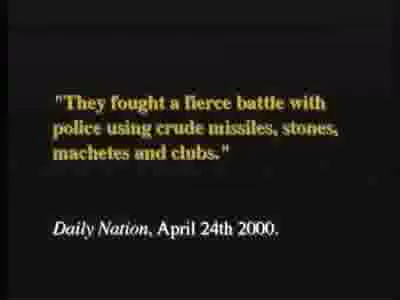 "They fought a fierce battle with
police using crude missiles, stones,
machetes and clubs."
Daily Nation, April 24th 2000.